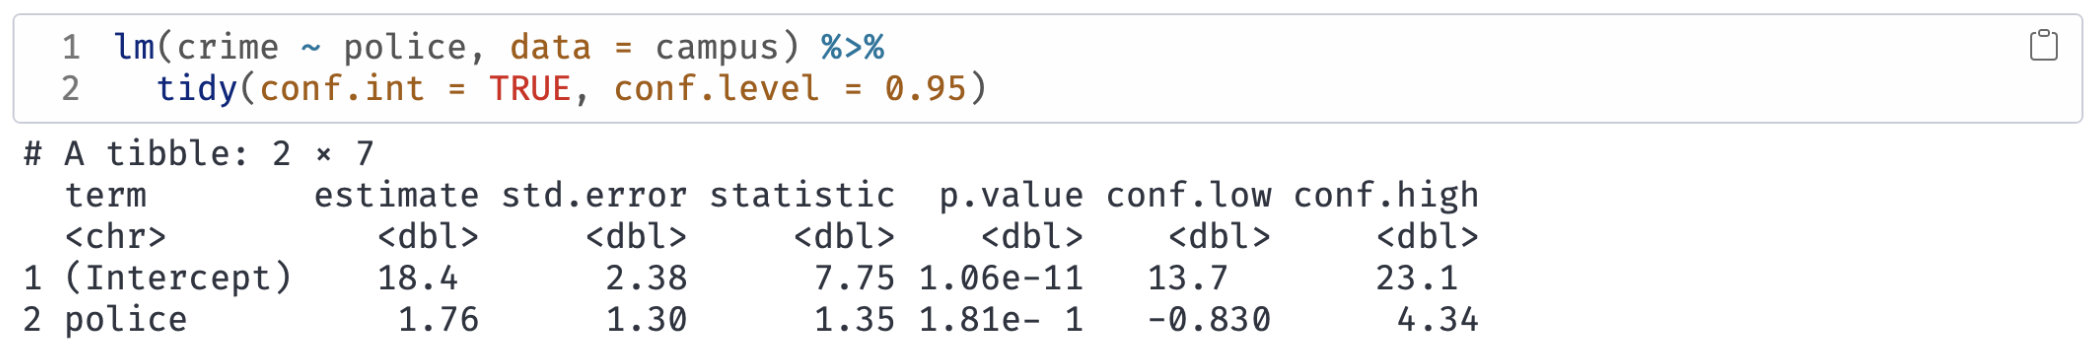 1 lm(crime ~ police, data = campus) %>%
2   tidy(conf.int = TRUE, conf.level = 0.95)
# A tibble: 2 × 7
  term        estimate std.error statistic  p.value conf.low conf.high
  <chr>          <dbl>     <dbl>     <dbl>    <dbl>    <dbl>     <dbl>
1 (Intercept)    18.4       2.38      7.75 1.06e-11   13.7       23.1
2 police          1.76      1.30      1.35 1.81e- 1   -0.830      4.34